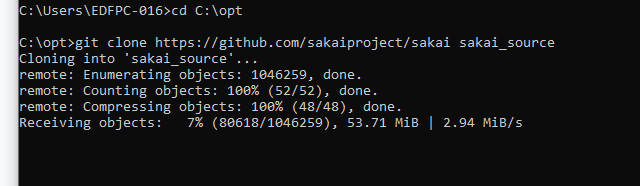 C:\Users\EDFPC-016>cd C:\opt
C:\opt>git clone https://github.com/sakaiproject/sakai sakai_source
Cloning into 'sakai_source'...
remote: Enumerating objects: 1046259, done.
remote: Counting objects: 100% (52/52), done.
remote: Compressing objects: 100% (48/48), done.
Receiving objects:   7% (80618/1046259), 53.71 MiB | 2.94 MiB/s